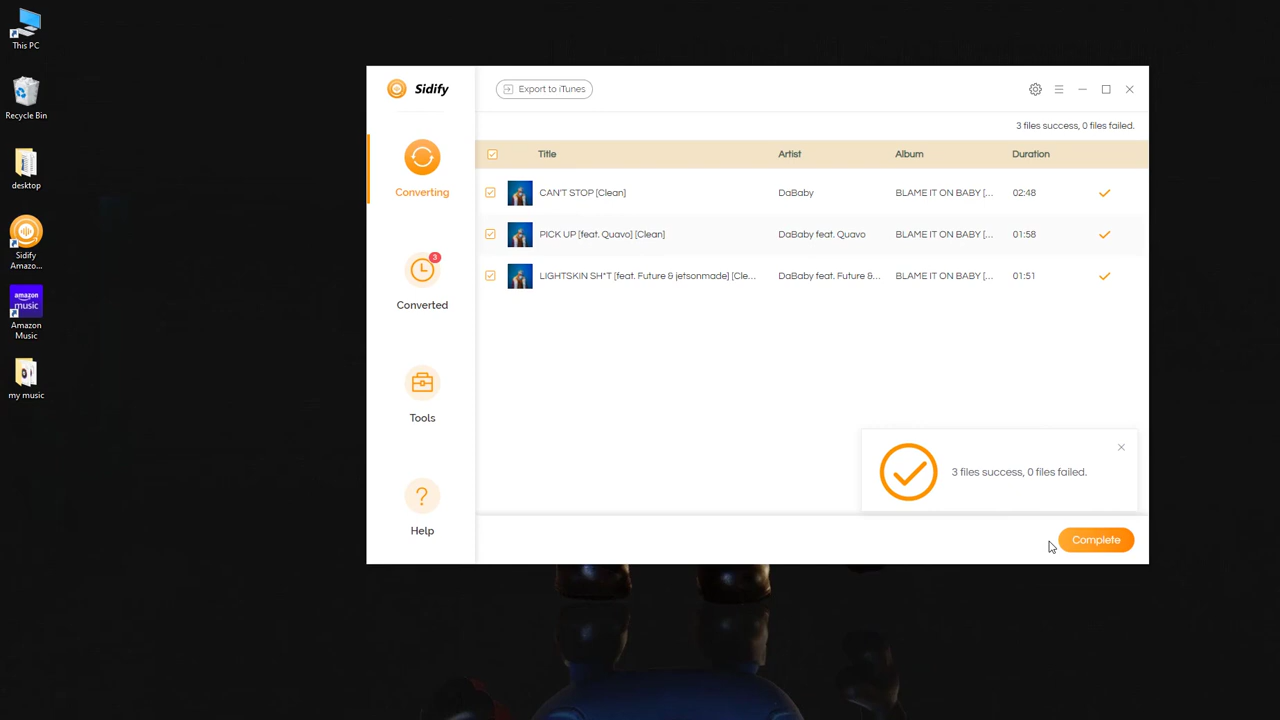 This PC
Recycle Bin
desktop
Sidify
Amazo...
amazon
music
Amazon
Music
my music
Sidify
Export to iTunes
3 files success, 0 files failed.
Title Artist Album Duration
CAN'T STOP [Clean] DaBaby BLAME IT ON BABY [... 02:48
PICK UP [feat. Quavo] [Clean] DaBaby feat. Quavo BLAME IT ON BABY [... 01:58
LIGHTSKIN SH*T [feat. Future & jetsonmade] [Cle... DaBaby feat. Future &... BLAME IT ON BABY [... 01:51
Converting
3
Converted
Tools
?
Help
3 files success, 0 files failed.
Complete